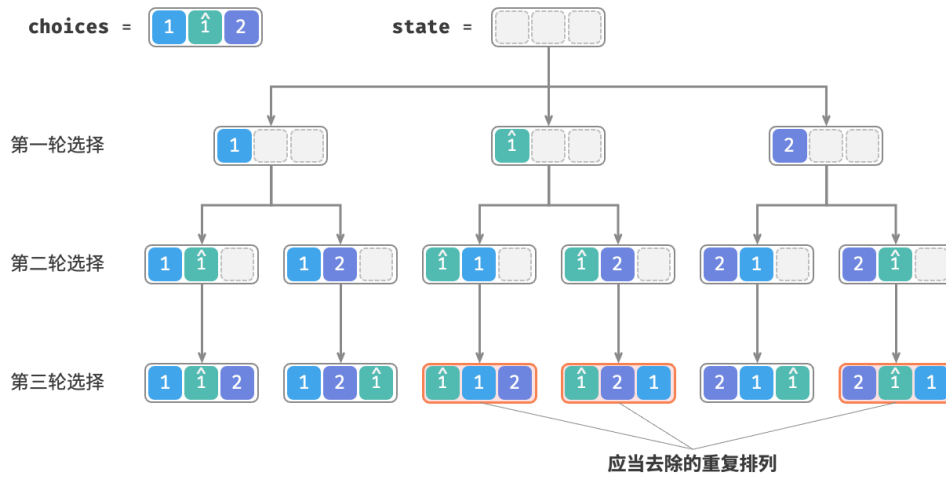 choices = 1 1̂ 2 state =
第一轮选择 1 1̂ 2
第二轮选择 1 1̂ 1 2 1̂ 1 1̂ 2 2 1 2 1̂
第三轮选择 1 1̂ 2 1 2 1̂ 1̂ 1 2 1̂ 2 1 2 1 1̂ 2 1̂ 1
应当去除的重复排列